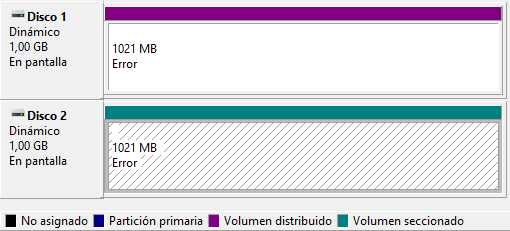 Disco 1
Dinámico
1,00 GB
En pantalla
1021 MB
Error
Disco 2
Dinámico
1,00 GB
En pantalla
1021 MB
Error
No asignado Partición primaria Volumen distribuido Volumen seccionado